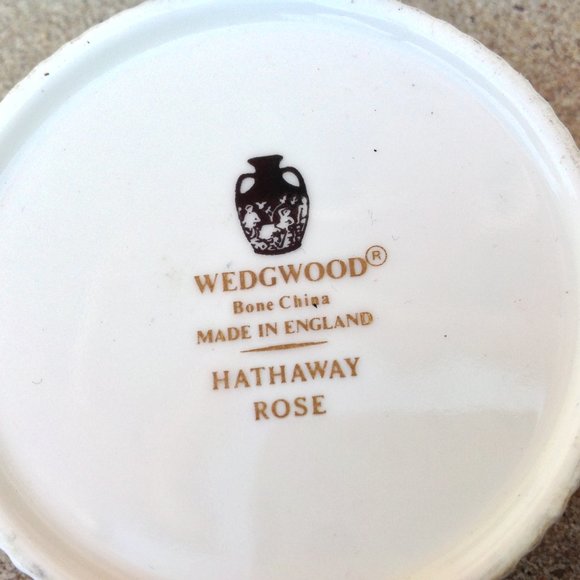 WEDGWOOD®
Bone China
MADE IN ENGLAND
HATHAWAY
ROSE